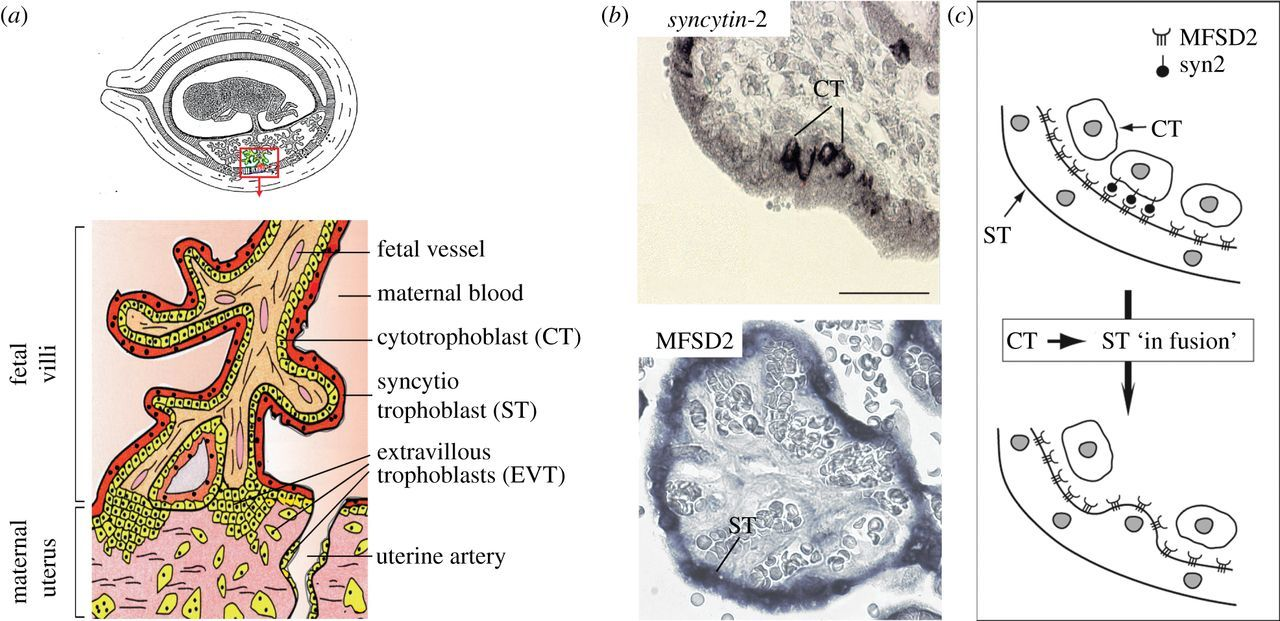 (a)
fetal vessel
maternal blood
cytotrophoblast (CT)
syncytio
trophoblast (ST)
extravillous
trophoblasts (EVT)
uterine artery
fetal
villi
maternal
uterus
(b)
syncytin-2
CT
MFSD2
ST
(c)
MFSD2
syn2
CT
ST
CT ST ‘in fusion’